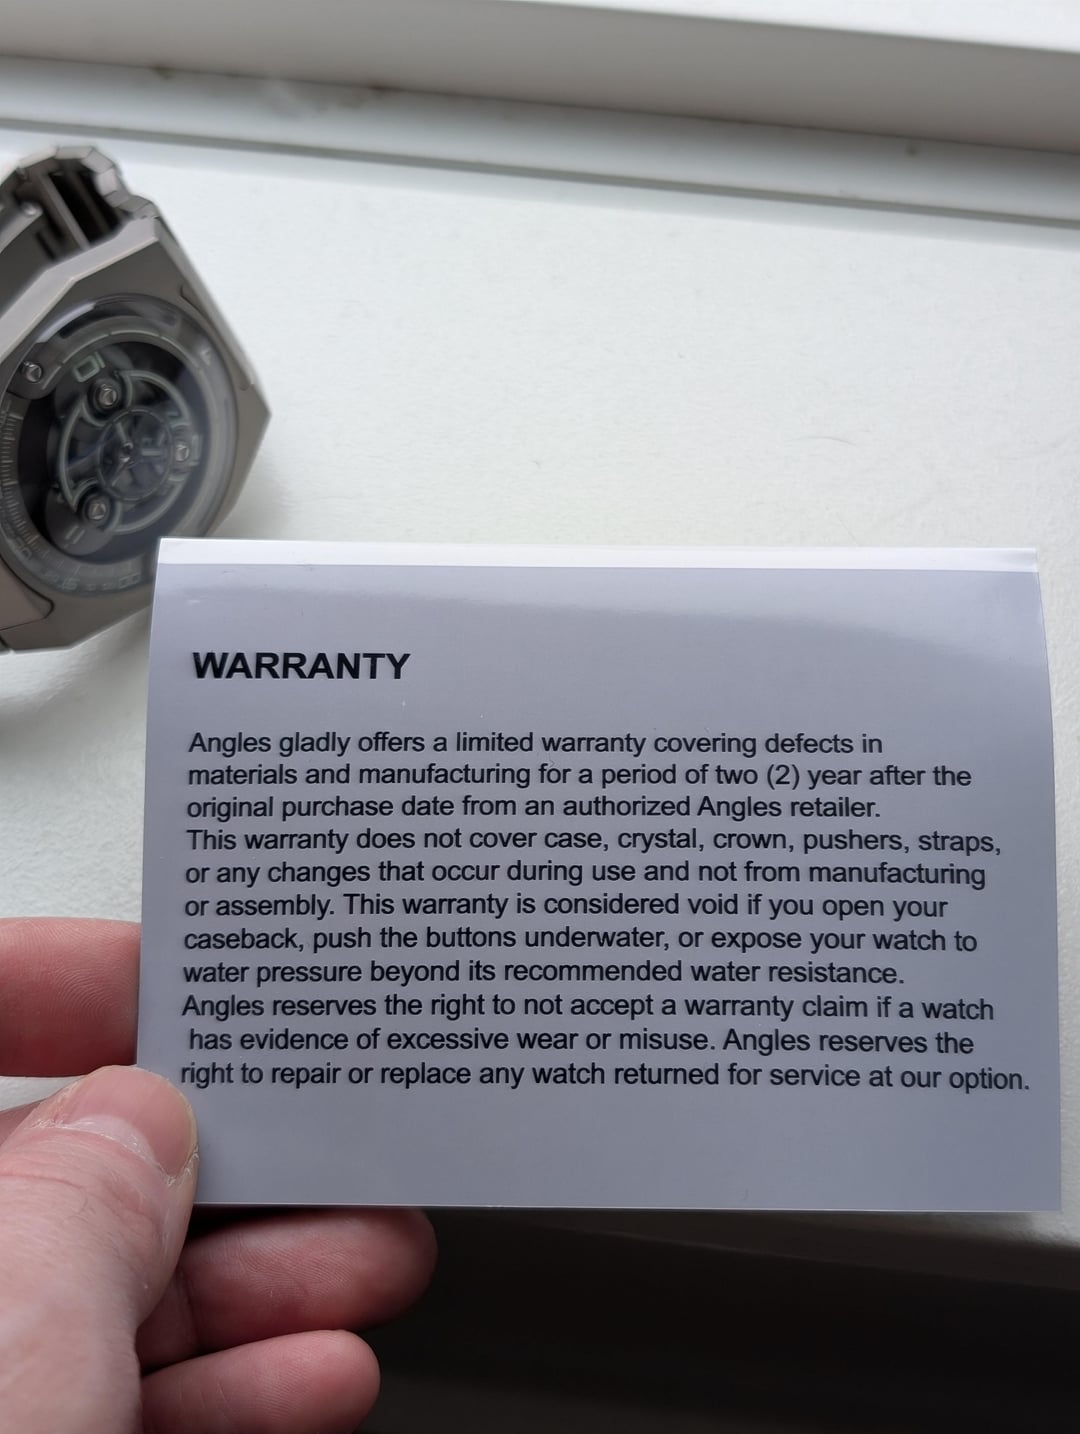 WARRANTY
Angles gladly offers a limited warranty covering defects in
materials and manufacturing for a period of two (2) year after the
original purchase date from an authorized Angles retailer.
This warranty does not cover case, crystal, crown, pushers, straps,
or any changes that occur during use and not from manufacturing
or assembly. This warranty is considered void if you open your
caseback, push the buttons underwater, or expose your watch to
water pressure beyond its recommended water resistance.
Angles reserves the right to not accept a warranty claim if a watch
has evidence of excessive wear or misuse. Angles reserves the
right to repair or replace any watch returned for service at our option.